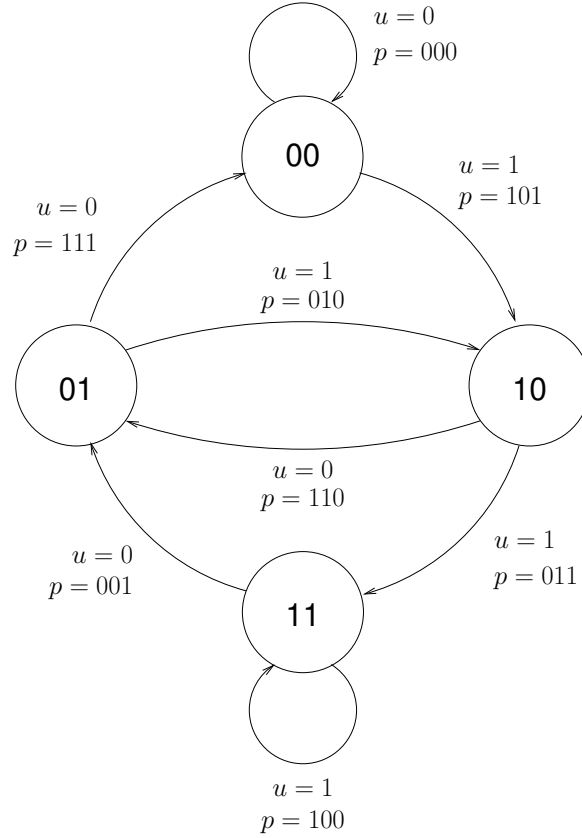 u = 0
p = 000
00
u = 1
p = 101
u = 0
p = 111
u = 1
p = 010
01
10
u = 0
p = 110
u = 1
p = 011
u = 0
p = 001
11
u = 1
p = 100